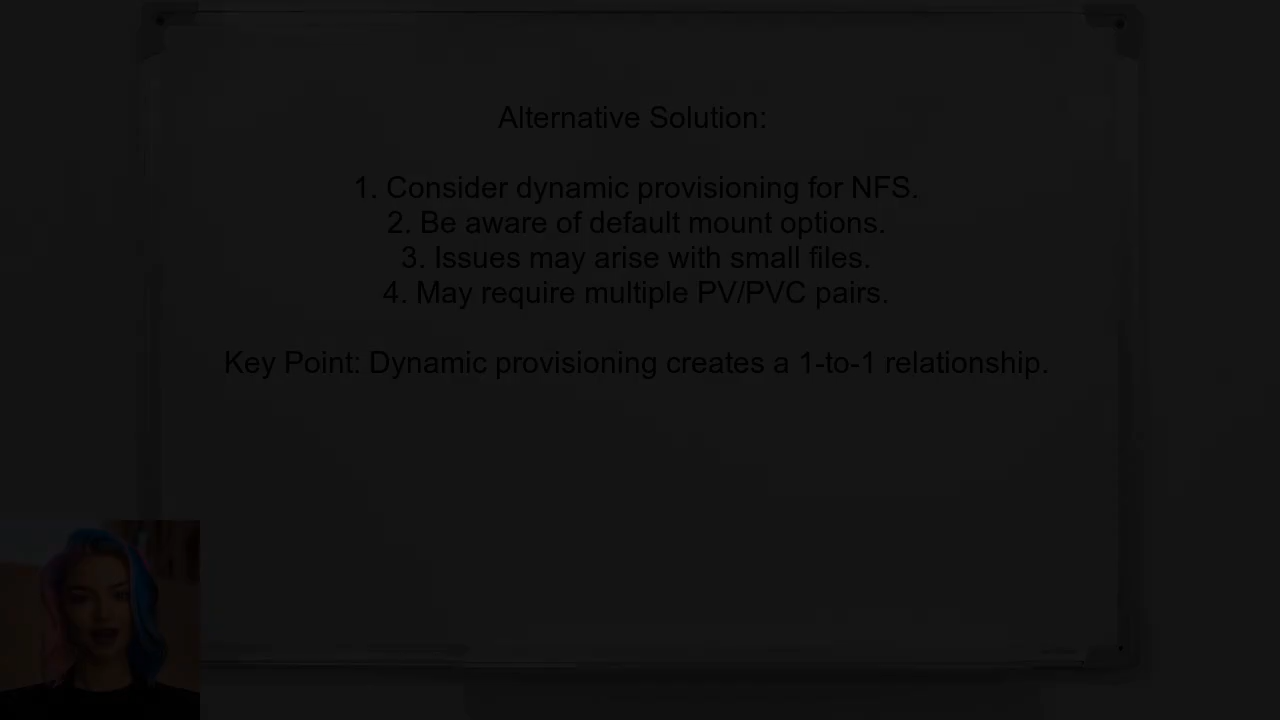 Alternative Solution:
1. Consider dynamic provisioning for NFS.
2. Be aware of default mount options.
3. Issues may arise with small files.
4. May require multiple PV/PVC pairs.
Key Point: Dynamic provisioning creates a 1-to-1 relationship.